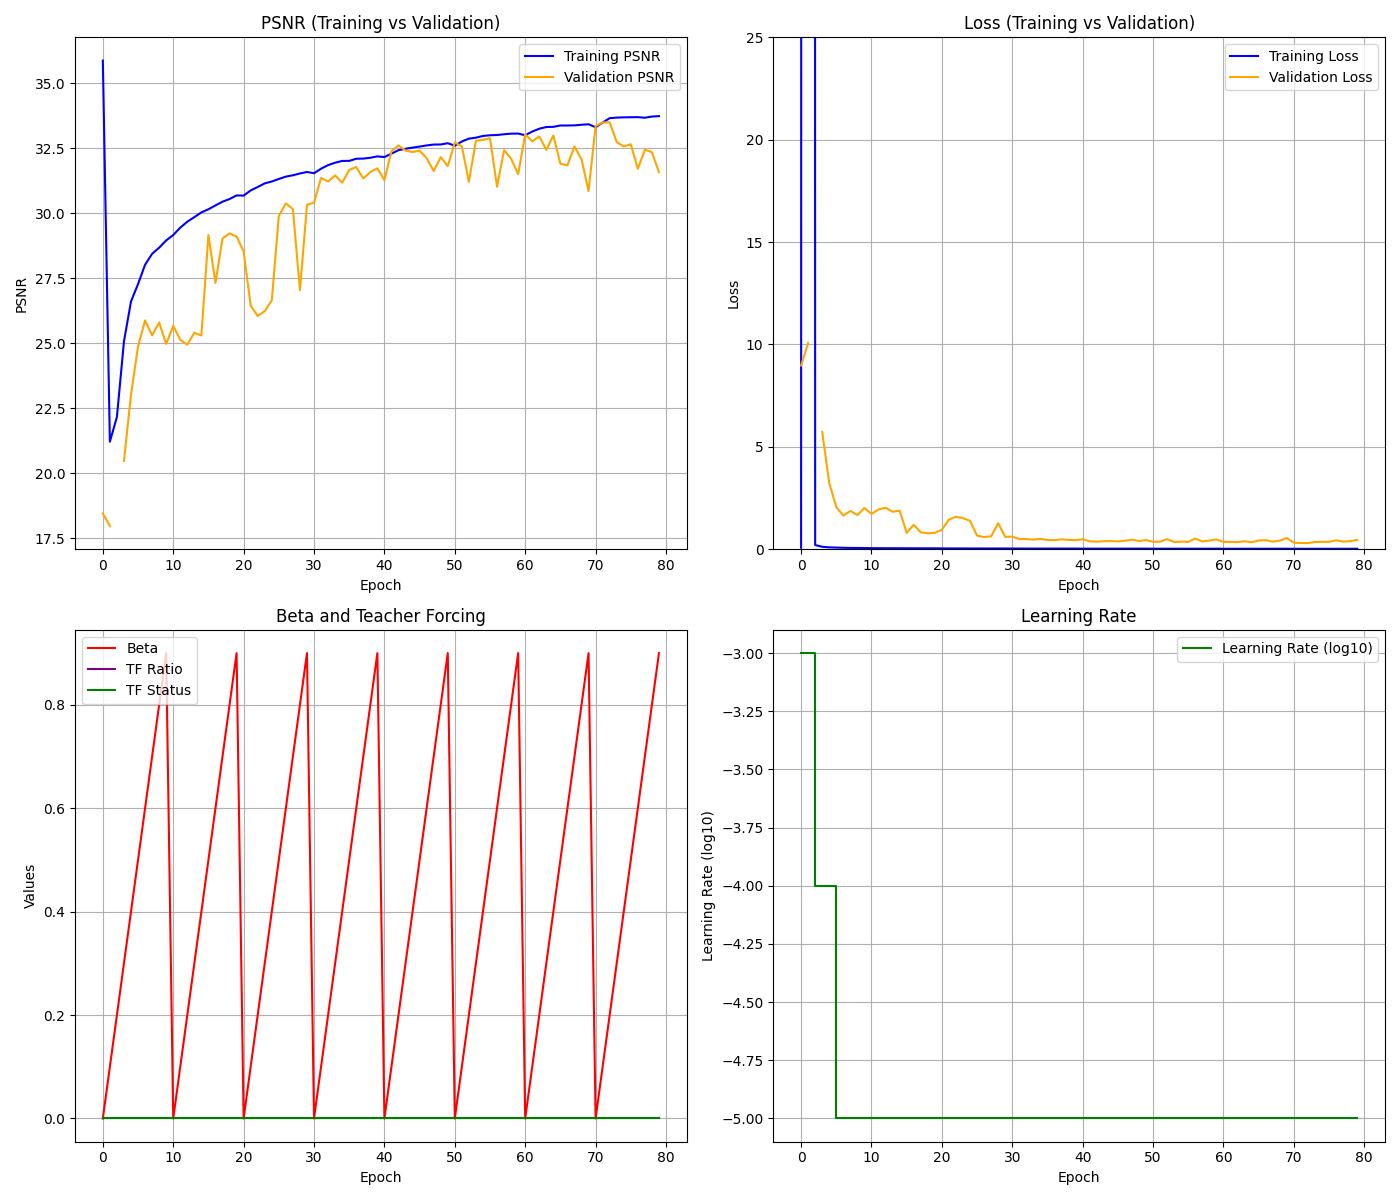 PSNR (Training vs Validation)
Training PSNR
Validation PSNR
PSNR
35.0
32.5
30.0
27.5
25.0
22.5
20.0
17.5
0 10 20 30 40 50 60 70 80
Epoch
Loss (Training vs Validation)
Training Loss
Validation Loss
Loss
25
20
15
10
5
0
0 10 20 30 40 50 60 70 80
Epoch
Beta and Teacher Forcing
Beta
TF Ratio
TF Status
Values
0.8
0.6
0.4
0.2
0.0
0 10 20 30 40 50 60 70 80
Epoch
Learning Rate
Learning Rate (log10)
Learning Rate (log10)
−3.00
−3.25
−3.50
−3.75
−4.00
−4.25
−4.50
−4.75
−5.00
0 10 20 30 40 50 60 70 80
Epoch